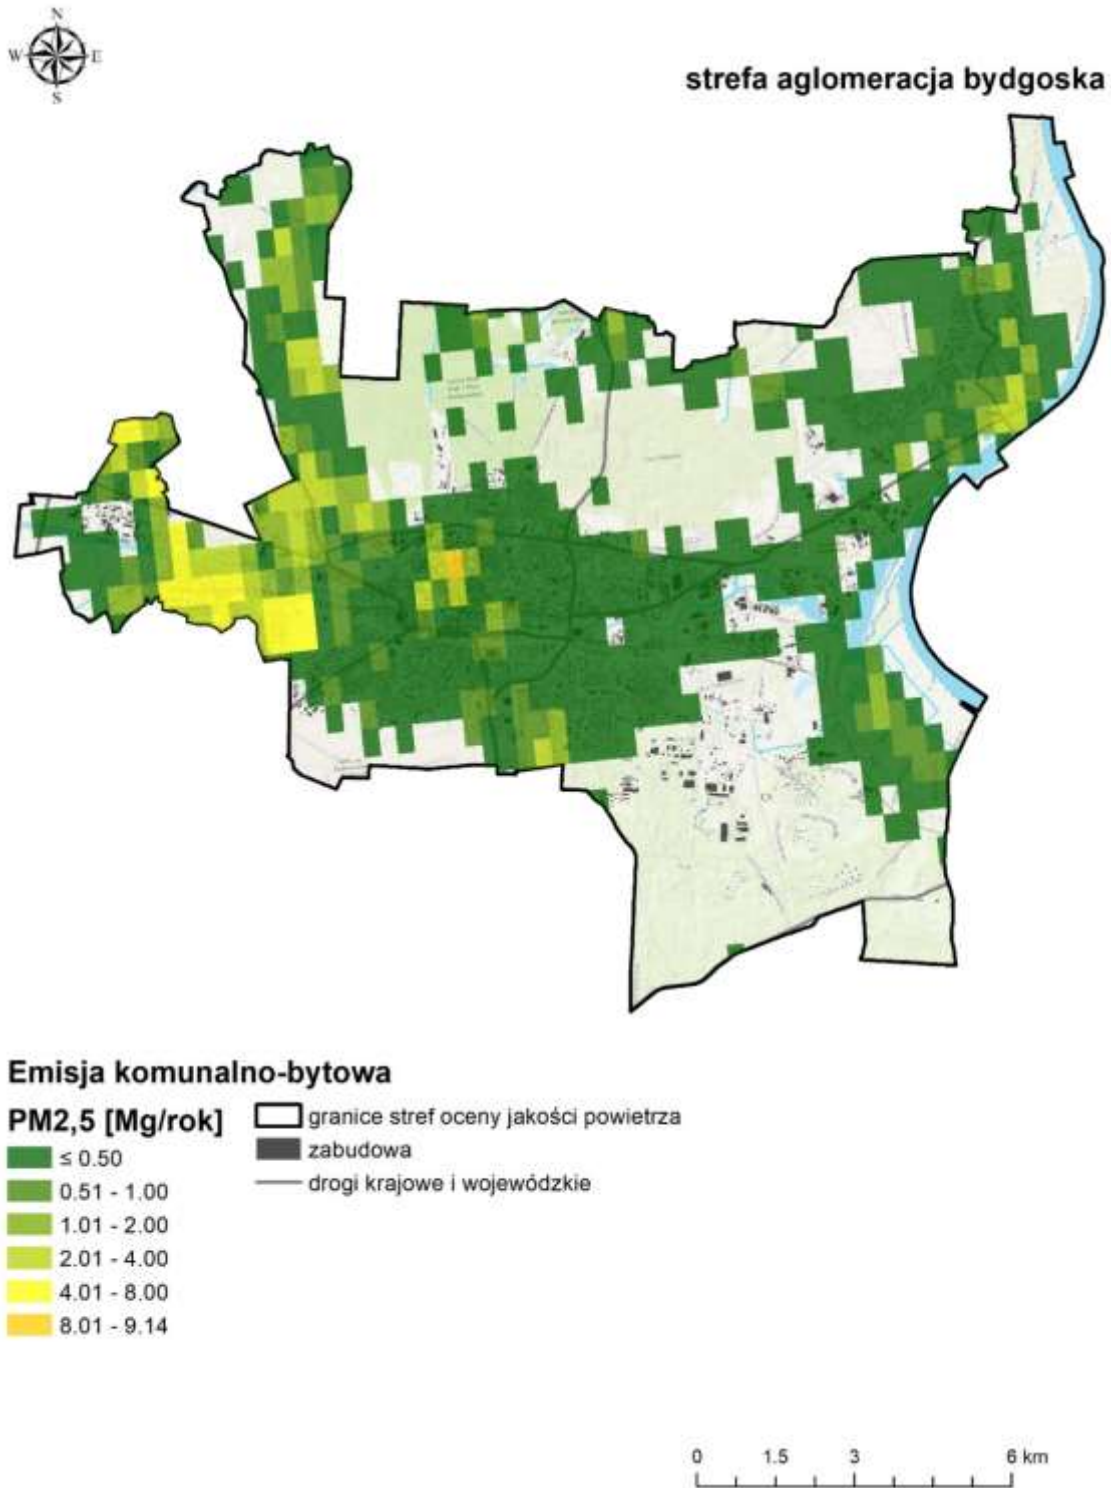 N
W E
S
strefa aglomeracja bydgoska
Emisja komunalno-bytowa
PM2,5 [Mg/rok]
≤ 0.50
0.51 - 1.00
1.01 - 2.00
2.01 - 4.00
4.01 - 8.00
8.01 - 9.14
granice stref oceny jakości powietrza
zabudowa
drogi krajowe i wojewódzkie
0 1.5 3 6 km